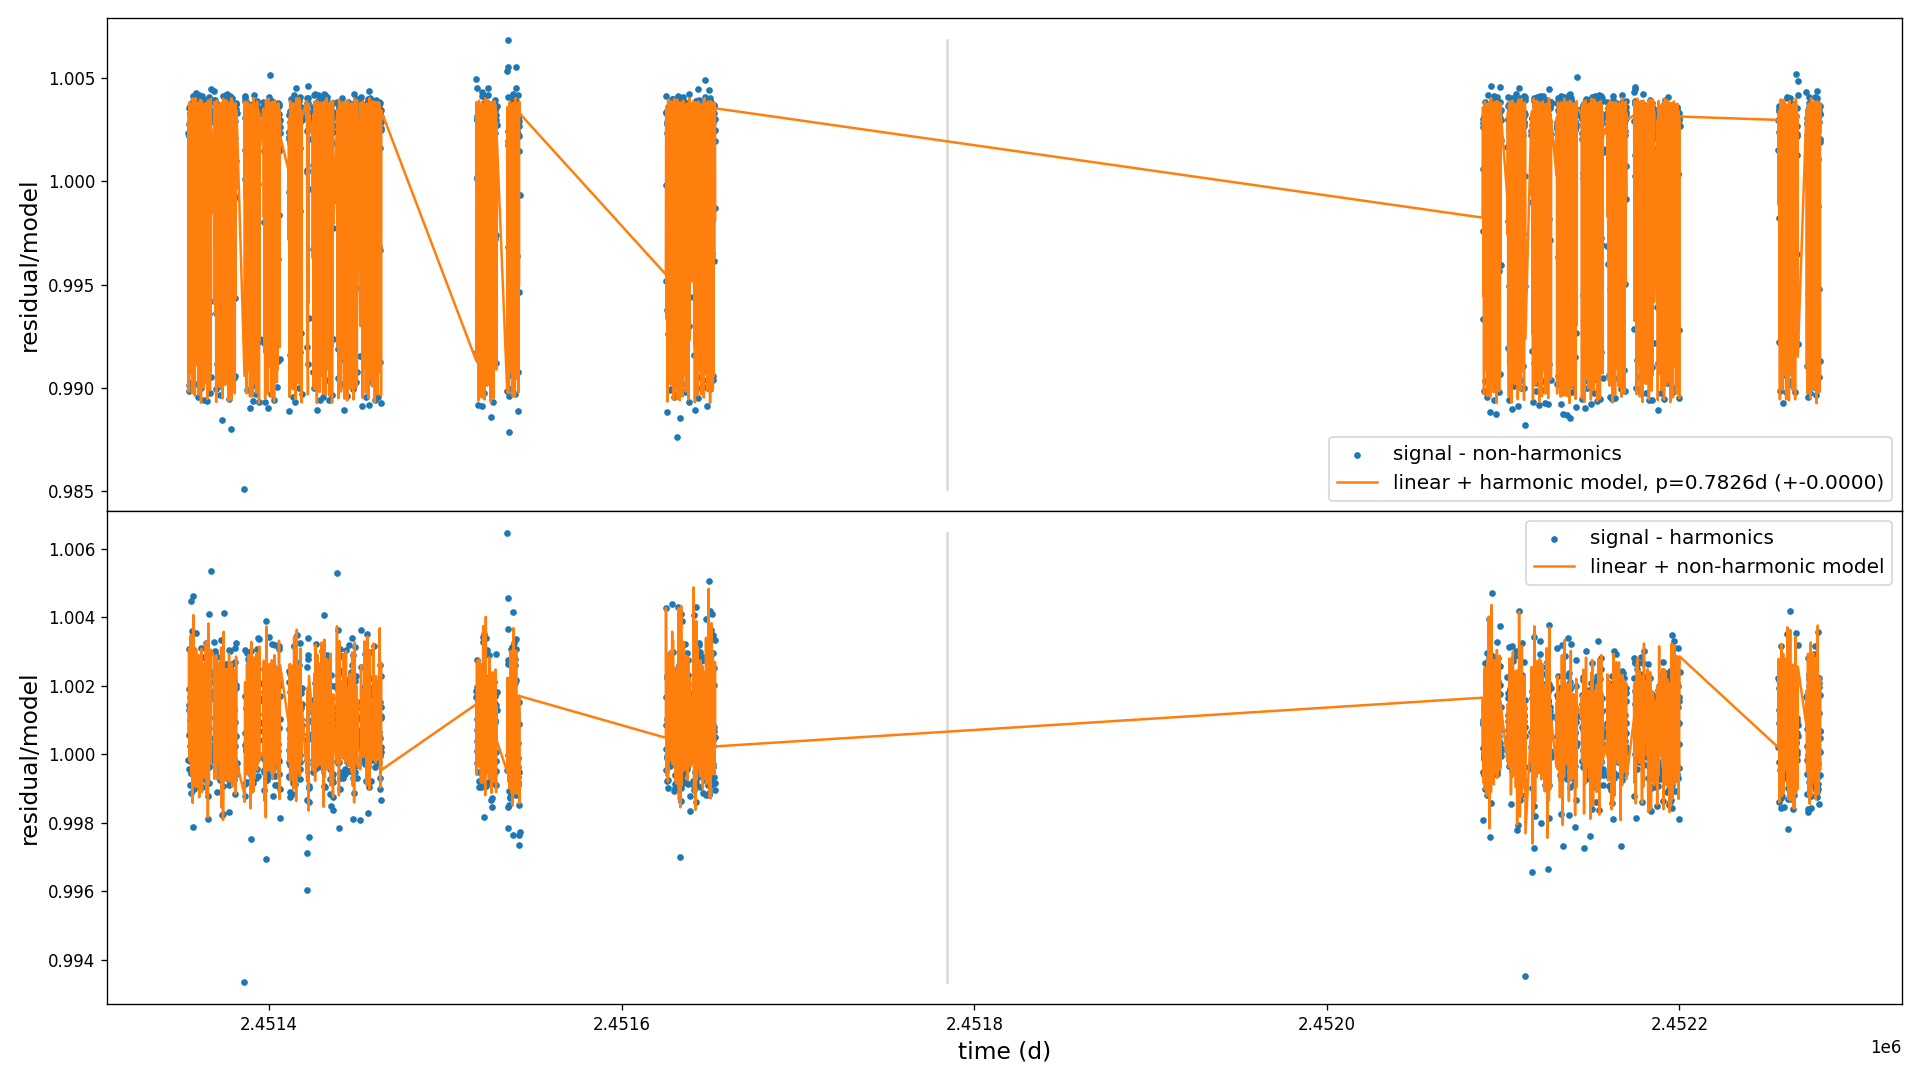 1.005
1.000
0.995
0.990
0.985
residual/model
signal - non-harmonics
linear + harmonic model, p=0.7826d (+-0.0000)
signal - harmonics
linear + non-harmonic model
1.006
1.004
1.002
1.000
0.998
0.996
0.994
residual/model
2.4514
2.4516
2.4518
2.4520
2.4522
1e6
time (d)